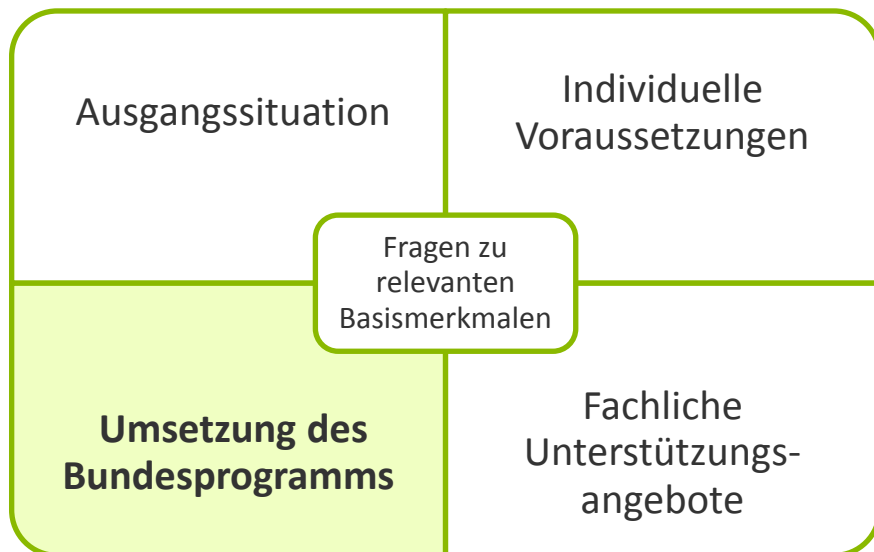 Ausgangssituation
Individuelle
Voraussetzungen
Fragen zu
relevanten
Basismerkmalen
Umsetzung des
Bundesprogramms
Fachliche
Unterstützungs-
angebote